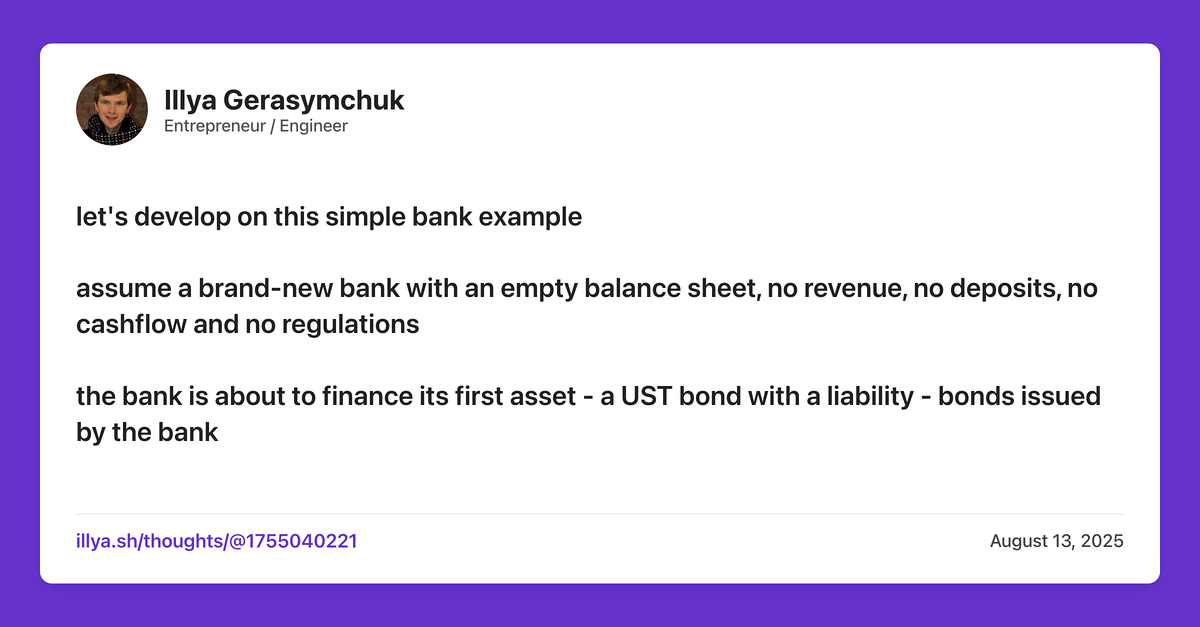 Illya Gerasymchuk
Entrepreneur / Engineer
let's develop on this simple bank example
assume a brand-new bank with an empty balance sheet, no revenue, no deposits, no
cashflow and no regulations
the bank is about to finance its first asset - a UST bond with a liability - bonds issued
by the bank
illya.sh/thoughts/@1755040221
August 13, 2025